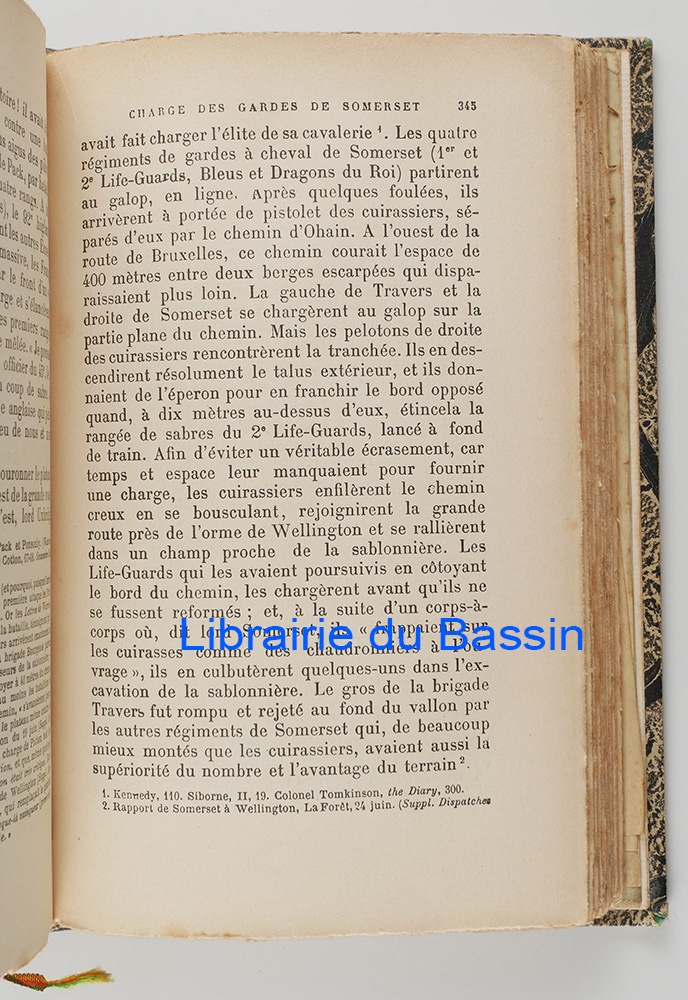 CHARGE DES GARDES DE SOMERSET 345
avait fait charger l'élite de sa cavalerie ¹. Les quatre
régiments de gardes à cheval de Somerset (1er et
2e Life-Guards, Bleus et Dragons du Roi) partirent
au galop, en ligne. Après quelques foulées, ils
arrivèrent à portée de pistolet des cuirassiers, sé-
parés d'eux par le chemin d'Ohain. A l'ouest de la
route de Bruxelles, ce chemin courait l'espace de
400 mètres entre deux berges escarpées qui dispa-
raissaient plus loin. La gauche de Travers et la
droite de Somerset se chargèrent au galop sur la
partie plane du chemin. Mais les pelotons de droite
des cuirassiers rencontrèrent la tranchée. Ils en des-
cendirent résolument le talus extérieur, et ils don-
naient de l'éperon pour en franchir le bord opposé
quand, à dix mètres au-dessus d'eux, étincela la
rangée de sabres du 2e Life-Guards, lancé à fond
de train. Afin d'éviter un véritable écrasement, car
temps et espace leur manquaient pour fournir
une charge, les cuirassiers enfilèrent le chemin
creux en se bousculant, rejoignirent la grande
route près de l'orme de Wellington et se rallièrent
dans un champ proche de la sablonnière. Les
Life-Guards qui les avaient poursuivis en côtoyant
le bord du chemin, les chargèrent avant qu'ils ne
se fussent reformés ; et, à la suite d'un corps-à-
corps où, dit lord Somerset, ils « frappaient sur
les cuirasses comme des chaudronniers à l'ou-
vrage », ils en culbutèrent quelques-uns dans l'ex-
cavation de la sablonnière. Le gros de la brigade
Travers fut rompu et rejeté au fond du vallon par
les autres régiments de Somerset qui, de beaucoup
mieux montés que les cuirassiers, avaient aussi la
supériorité du nombre et l'avantage du terrain ².
1. Kennedy, 110. Siborne, II, 19. Colonel Tomkinson, the Diary, 300.
2. Rapport de Somerset à Wellington, La Forêt, 24 juin. (Suppl. Dispatches
Librairie du Bassin